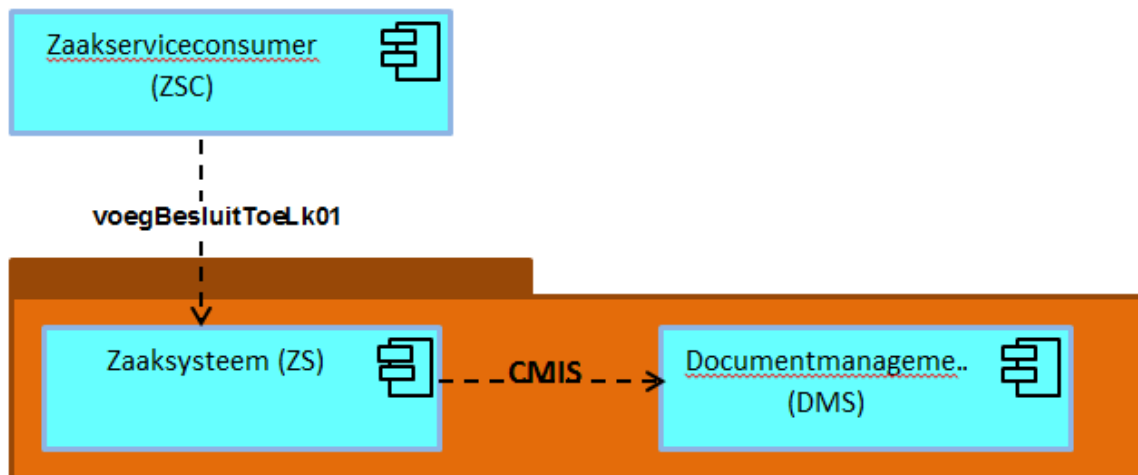 Zaakserviceconsumer
(ZSC)
voegBesluitToeLk01
Zaaksysteem (ZS)
CMIS
Documentmanageme..
(DMS)